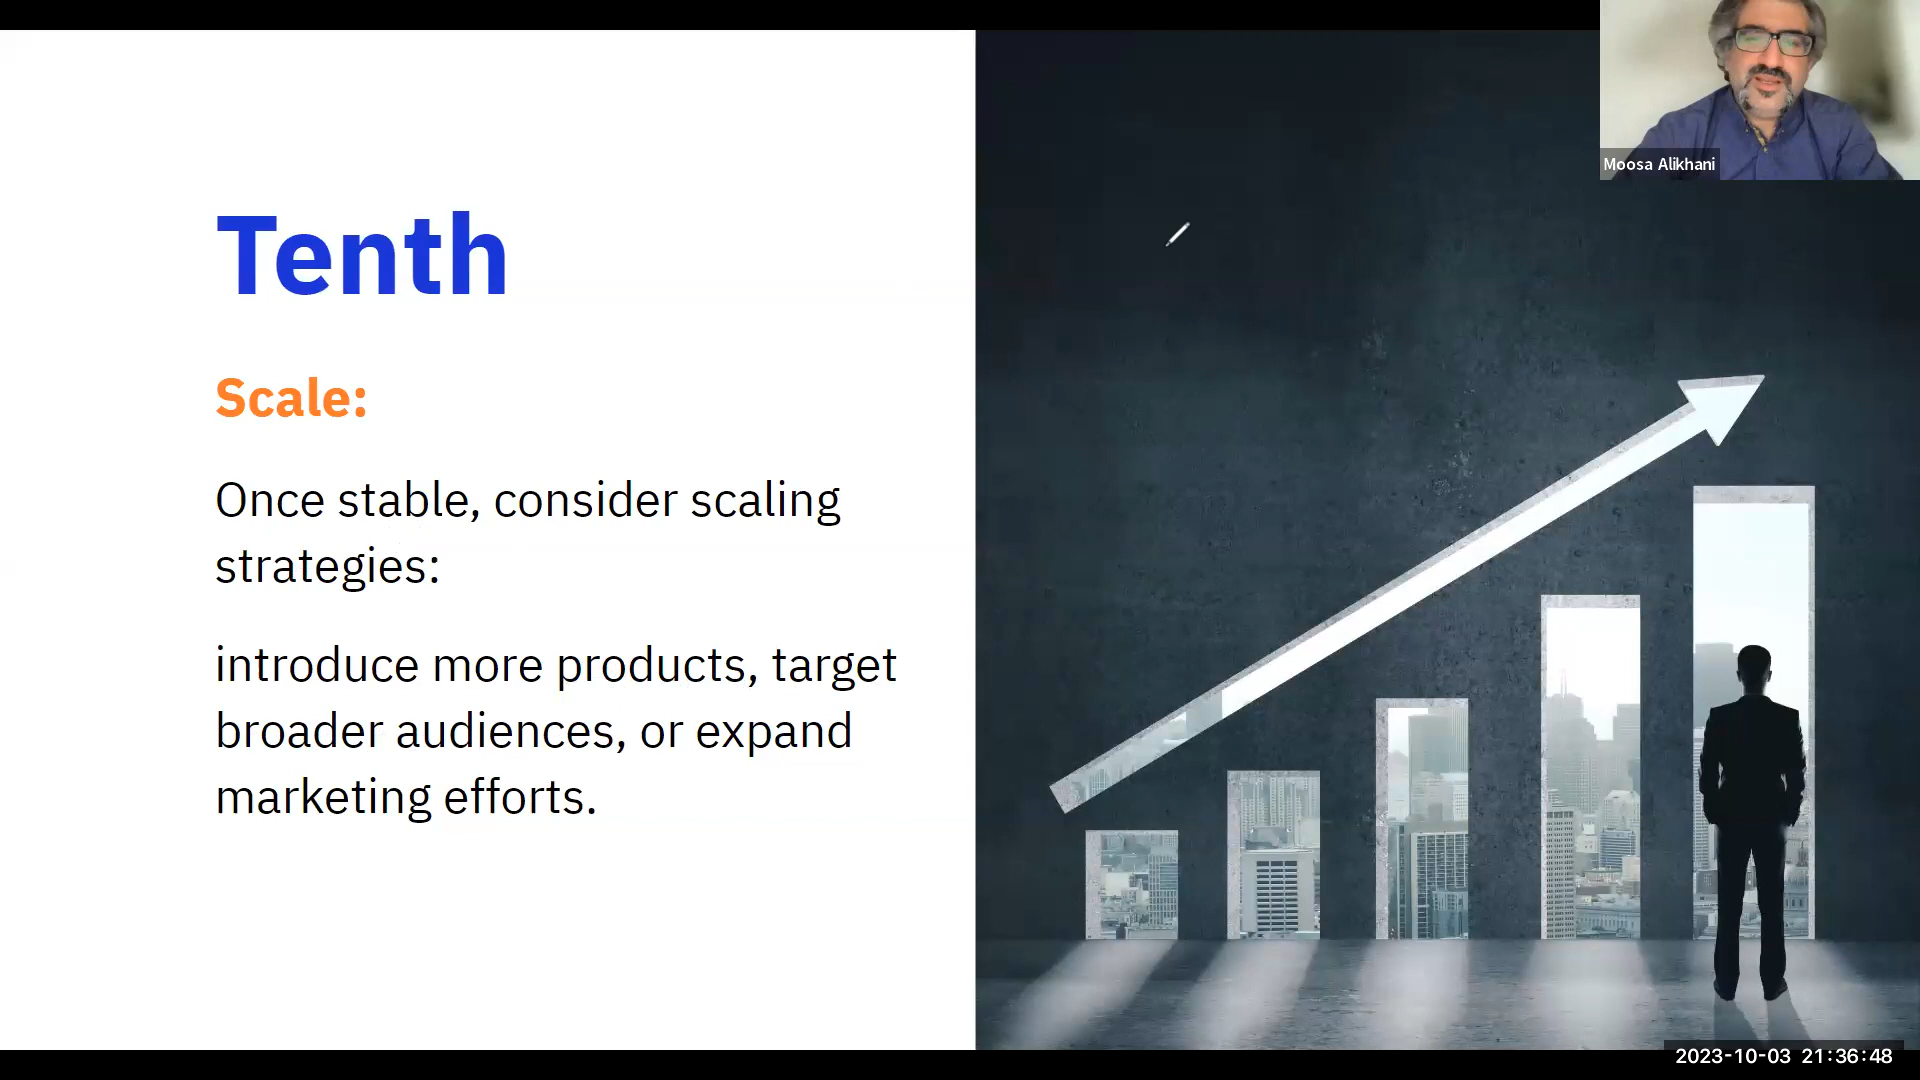 Tenth
Scale:
Once stable, consider scaling
strategies:
introduce more products, target
broader audiences, or expand
marketing efforts.
Moosa Alikhani
2023-10-03 21:36:48